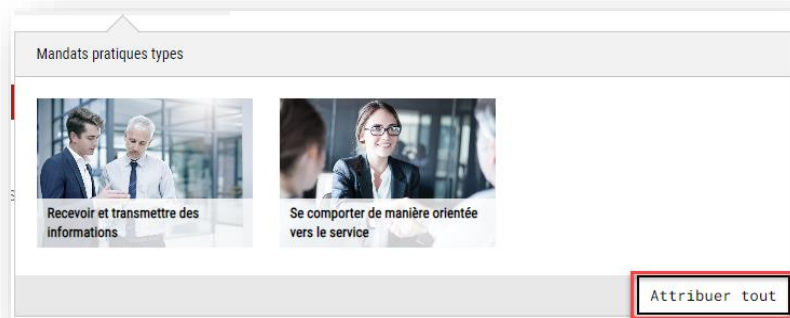 Mandats pratiques types
Recevoir et transmettre des
informations
Se comporter de manière orientée
vers le service
Attribuer tout